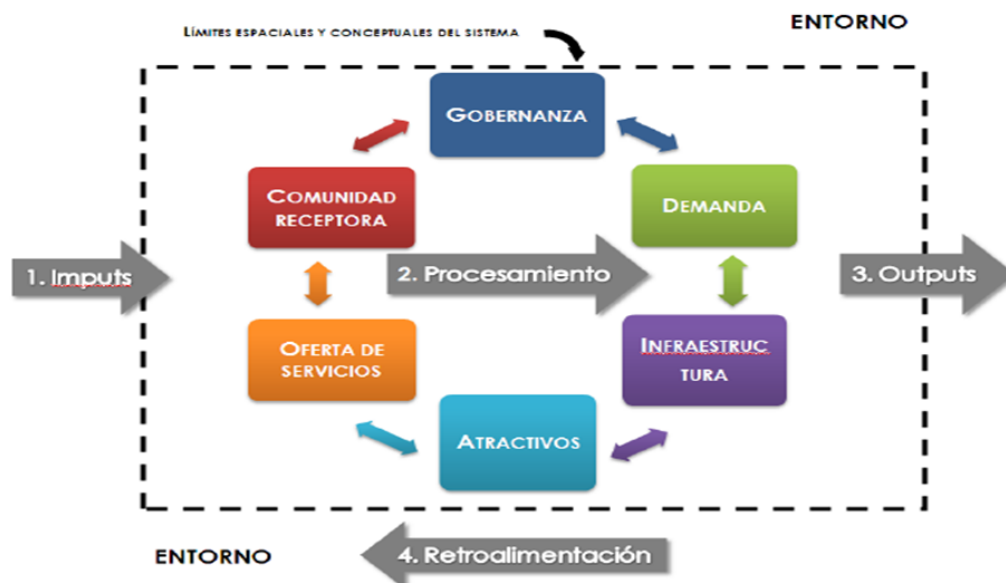 ENTORNO
LÍMITES ESPACIALES Y CONCEPTUALES DEL SISTEMA
GOBERNANZA
COMUNIDAD
RECEPTORA
DEMANDA
1. Imputs
2. Procesamiento
3. Outputs
OFERTA DE
SERVICIOS
INFRAESTRUC
TURA
ATRACTIVOS
ENTORNO
4. Retroalimentación